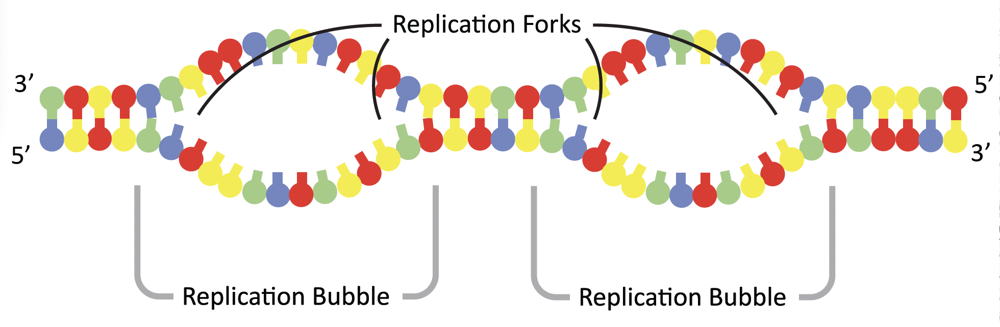 Replication Forks
3’
5’
5’
3’
Replication Bubble
Replication Bubble